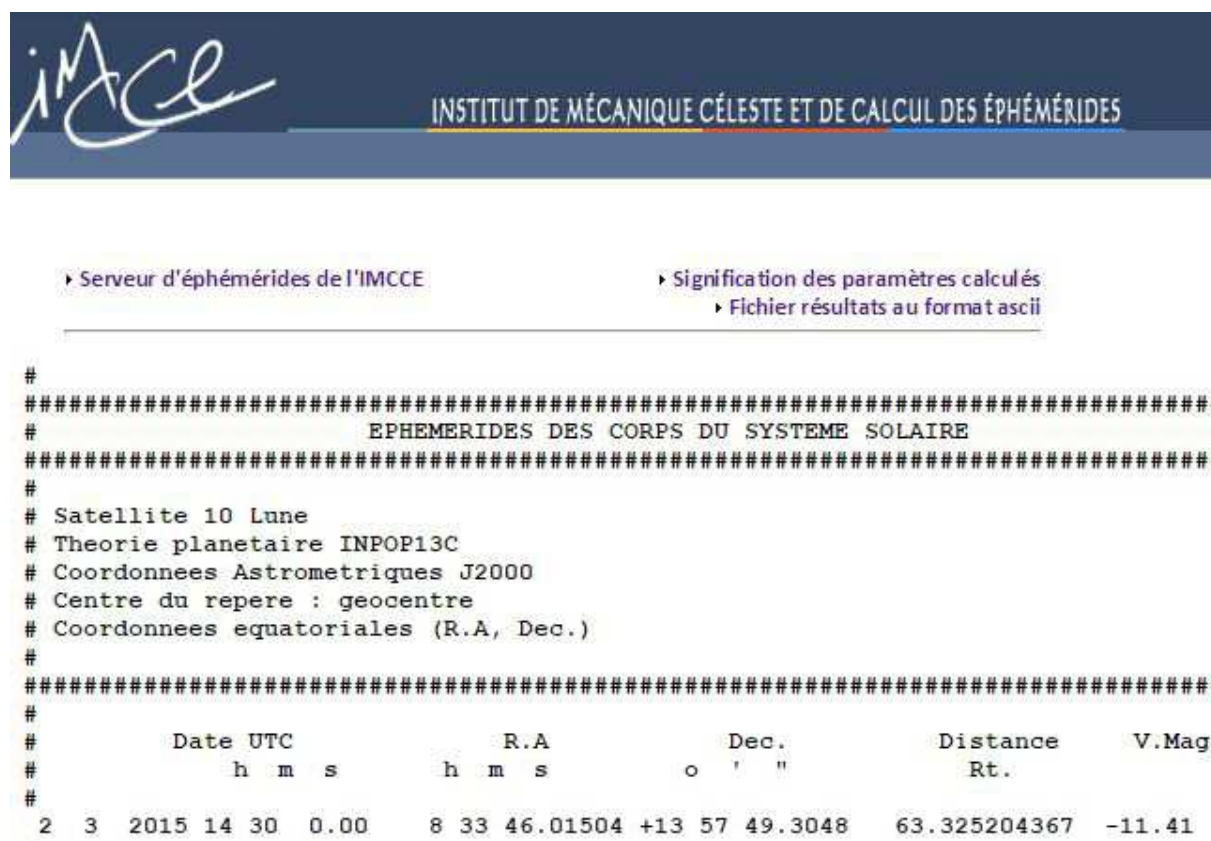 iMCCE
INSTITUT DE MÉCANIQUE CÉLESTE ET DE CALCUL DES ÉPHÉMÉRIDES
Serveur d'éphémérides de l'IMCCE
Signification des paramètres calculés
Fichier résultats au format ascii
#
###############################################################################
# EPHEMERIDES DES CORPS DU SYSTEME SOLAIRE
###############################################################################
#
# Satellite 10 Lune
# Theorie planetaire INPOP13C
# Coordonnees Astrometriques J2000
# Centre du repere : geocentre
# Coordonnees equatoriales (R.A, Dec.)
#
###############################################################################
#
# Date UTC R.A Dec. Distance V.Mag
# h m s h m s o ' " Rt.
#
2 3 2015 14 30 0.00 8 33 46.01504 +13 57 49.3048 63.325204367 -11.41